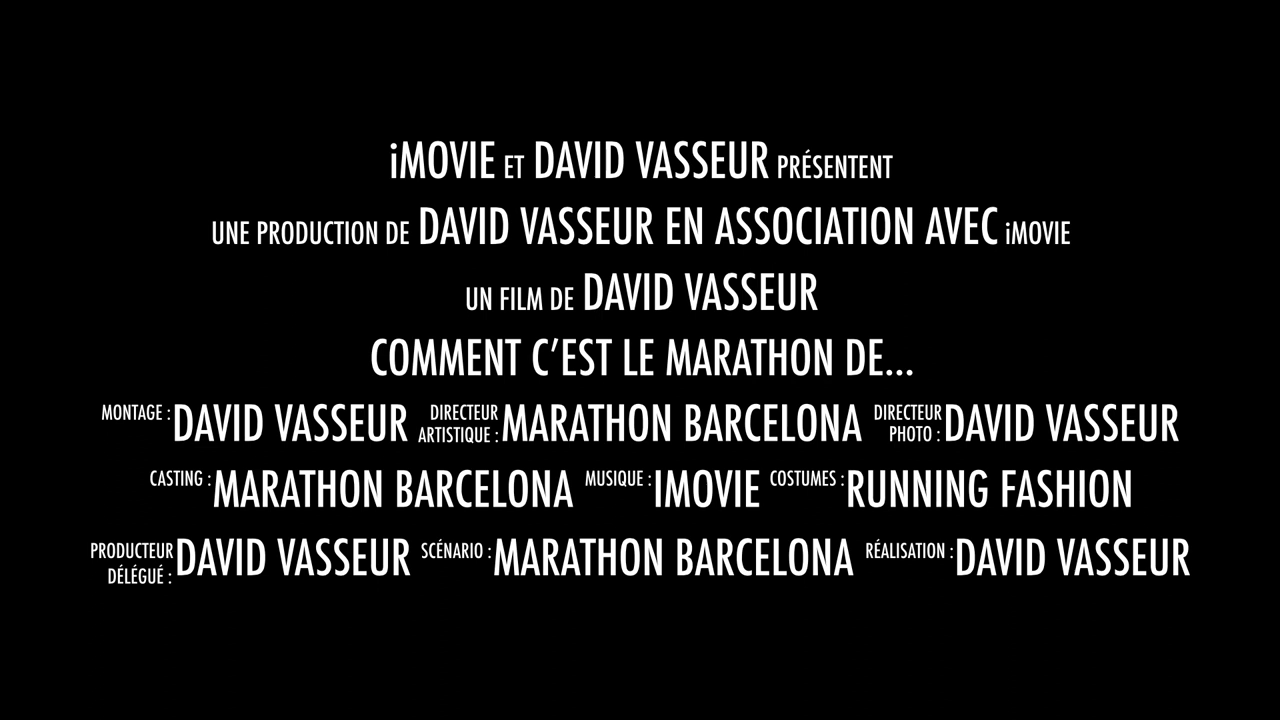 iMOVIE ET DAVID VASSEUR PRÉSENTENT
UNE PRODUCTION DE DAVID VASSEUR EN ASSOCIATION AVEC iMOVIE
UN FILM DE DAVID VASSEUR
COMMENT C’EST LE MARATHON DE...
MONTAGE : DAVID VASSEUR DIRECTEUR ARTISTIQUE : MARATHON BARCELONA DIRECTEUR PHOTO : DAVID VASSEUR
CASTING : MARATHON BARCELONA MUSIQUE : IMOVIE COSTUMES : RUNNING FASHION
PRODUCTEUR DÉLÉGUÉ : DAVID VASSEUR SCÉNARIO : MARATHON BARCELONA RÉALISATION : DAVID VASSEUR